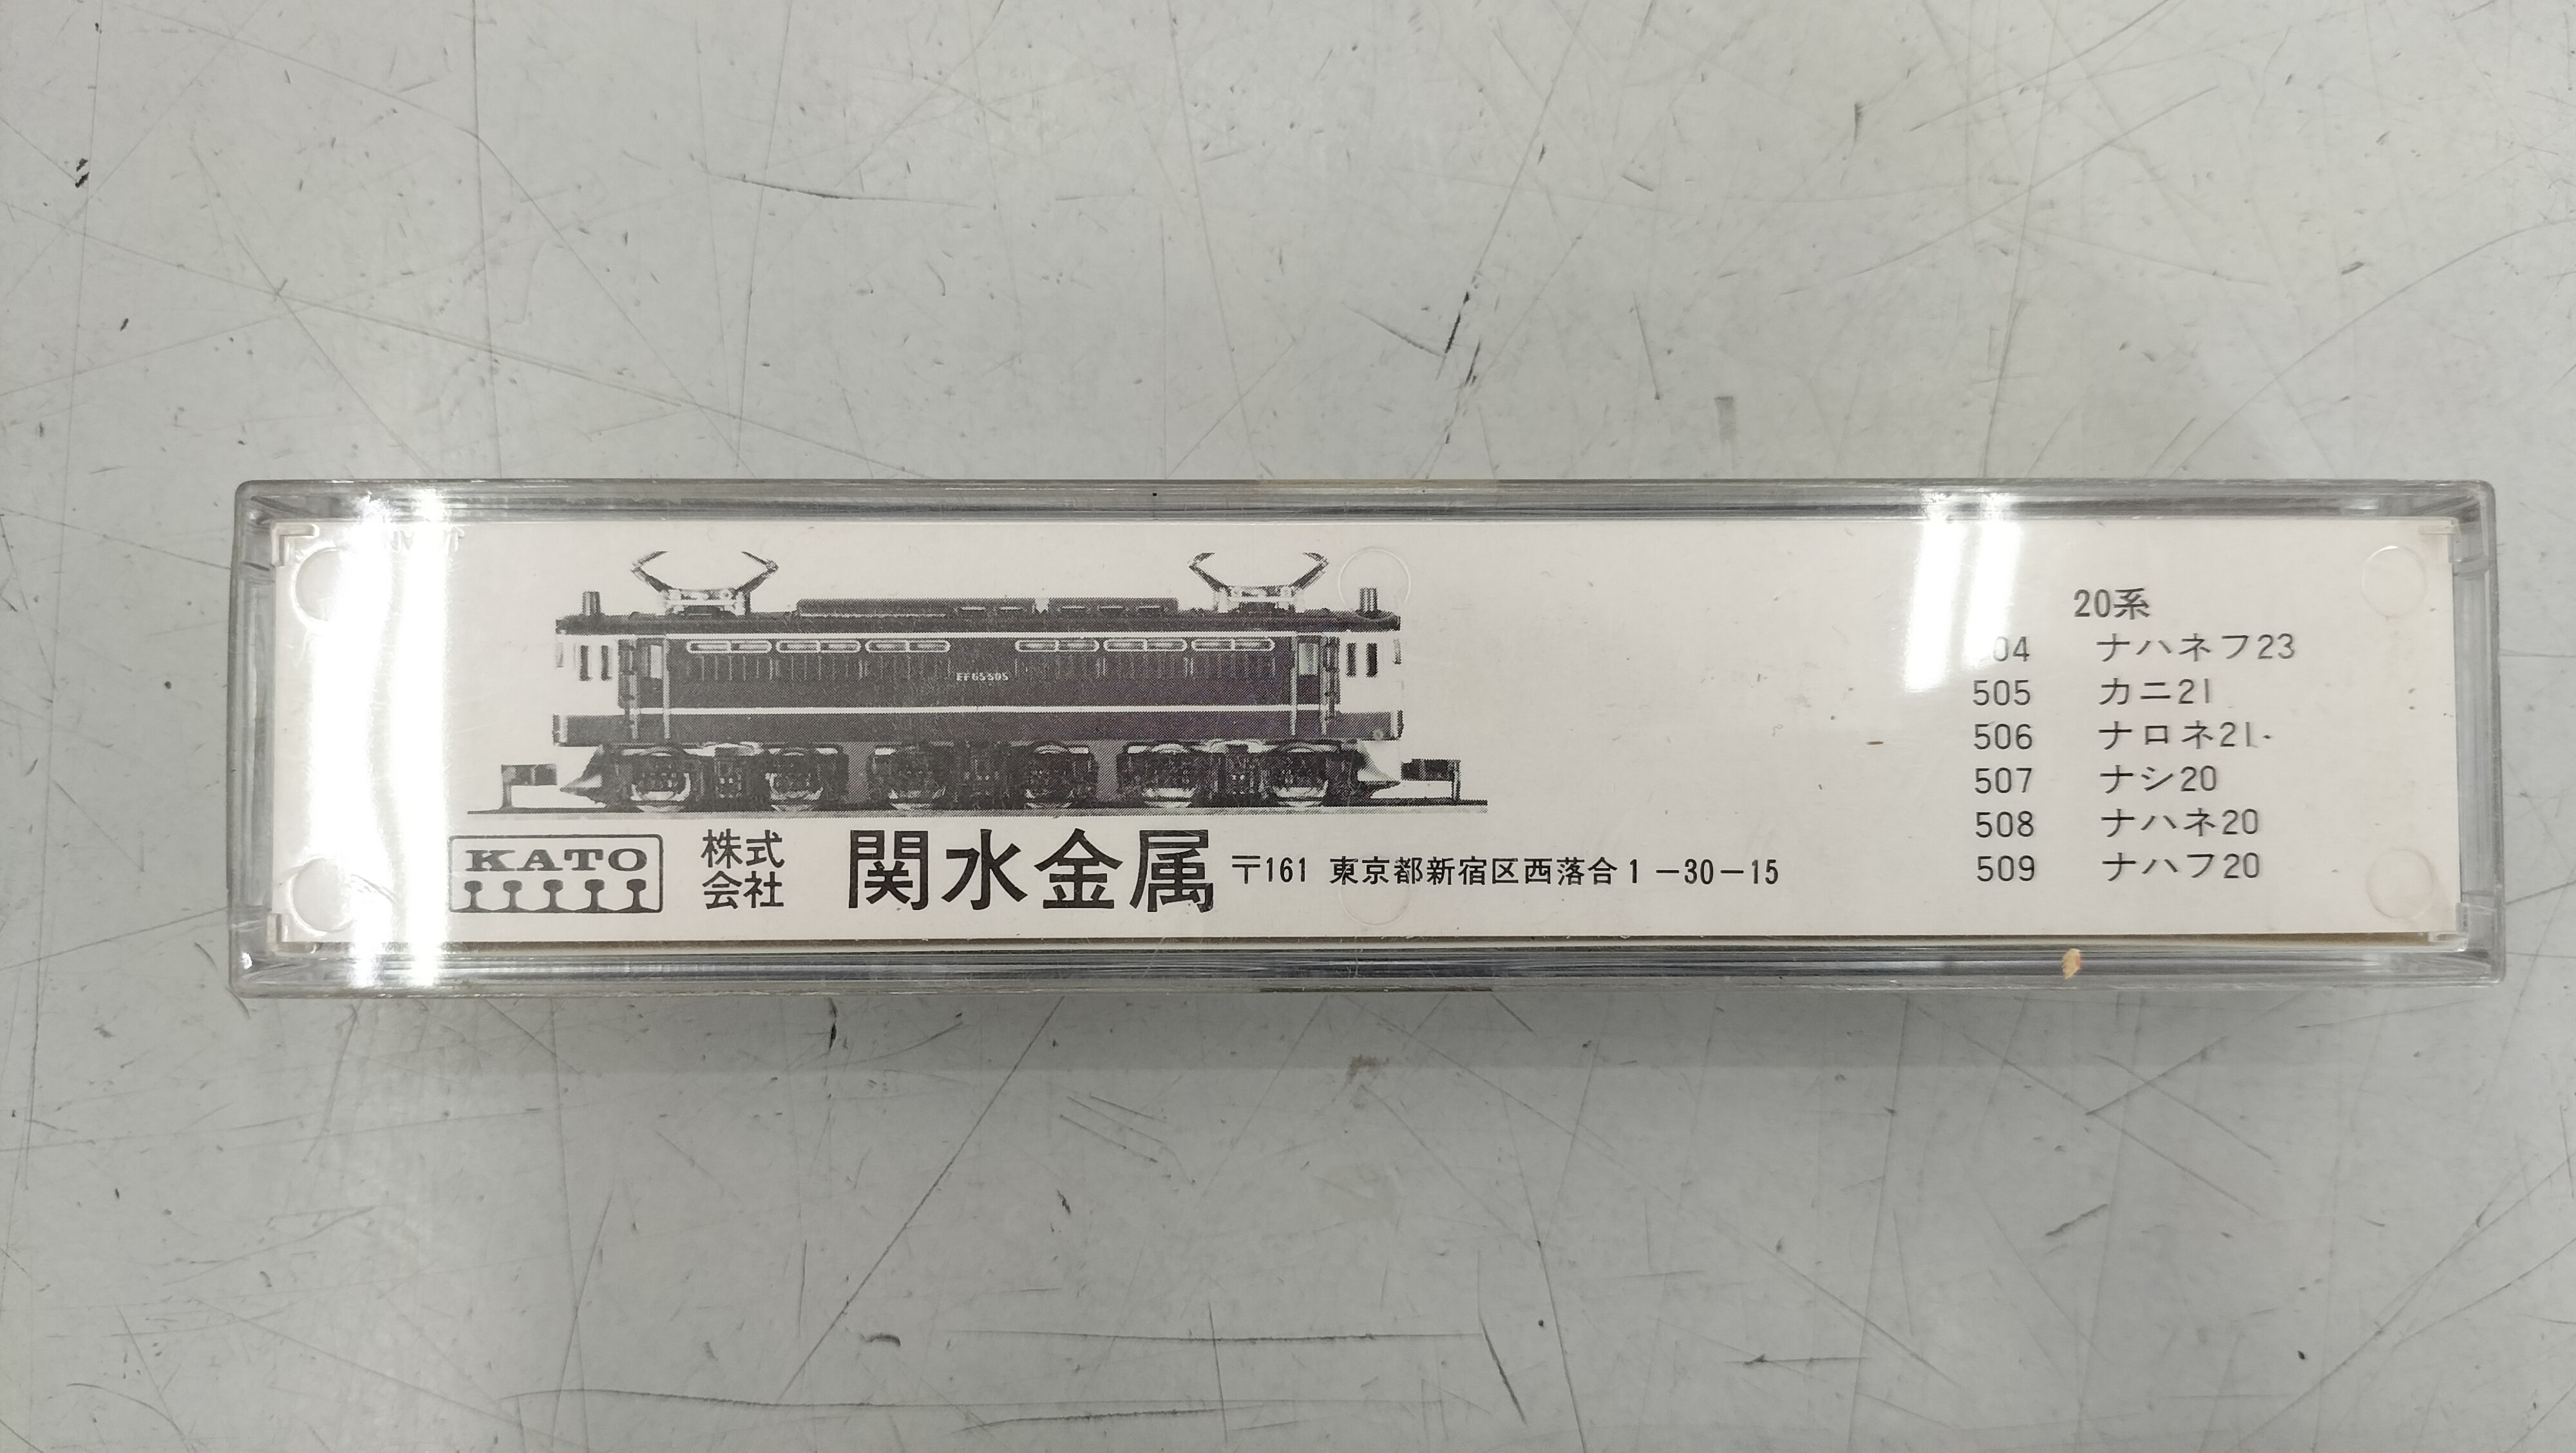 EF65505
20系
04 ナハネフ23
505 カニ21
506 ナロネ21
507 ナシ20
508 ナハネ20
509 ナハフ20
KATO 株式会社 関水金属 〒161 東京都新宿区西落合1-30-15